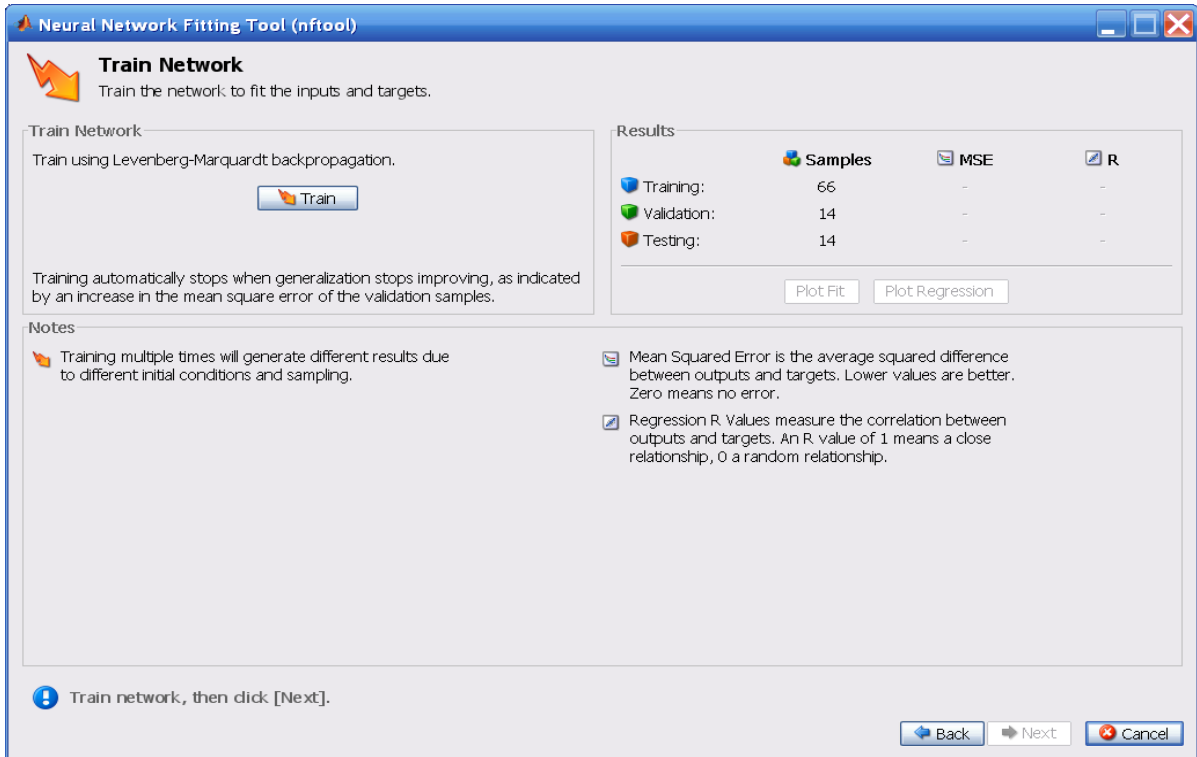 Neural Network Fitting Tool (nftool)
Train Network
Train the network to fit the inputs and targets.
Train Network
Train using Levenberg-Marquardt backpropagation.
Train
Training automatically stops when generalization stops improving, as indicated
by an increase in the mean square error of the validation samples.
Results
Samples MSE R
Training: 66 - -
Validation: 14 - -
Testing: 14 - -
Plot Fit Plot Regression
Notes
Training multiple times will generate different results due
to different initial conditions and sampling.
Mean Squared Error is the average squared difference
between outputs and targets. Lower values are better.
Zero means no error.
Regression R Values measure the correlation between
outputs and targets. An R value of 1 means a close
relationship, 0 a random relationship.
Train network, then click [Next].
Back Next Cancel